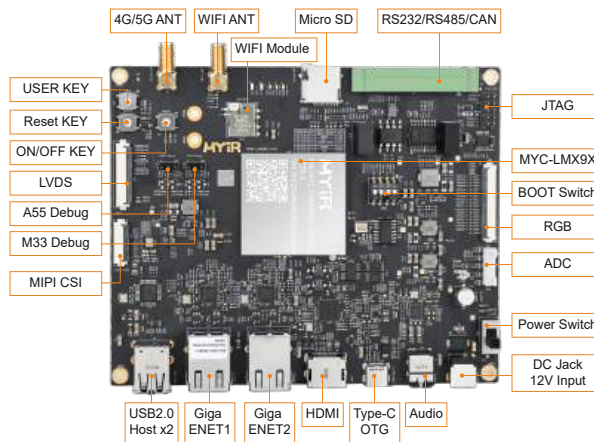 4G/5G ANT
WIFI ANT
Micro SD
RS232/RS485/CAN
WIFI Module
USER KEY
Reset KEY
ON/OFF KEY
LVDS
A55 Debug
M33 Debug
MIPI CSI
JTAG
MYC-LMX9X
BOOT Switch
RGB
ADC
Power Switch
DC Jack
12V Input
MYiR
MYiR
USB2.0
Host x2
Giga
ENET1
Giga
ENET2
HDMI
Type-C
OTG
Audio